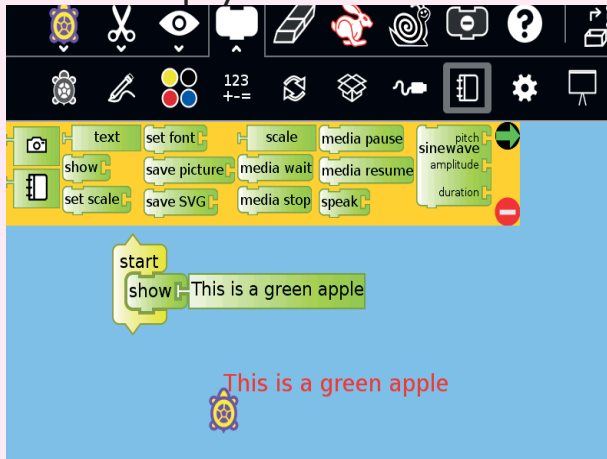 123
+-=
text
set font
scale
media pause
pitch
sinewave
show
save picture
media wait
media resume
amplitude
set scale
save SVG
media stop
speak
duration
start
show
This is a green apple
This is a green apple